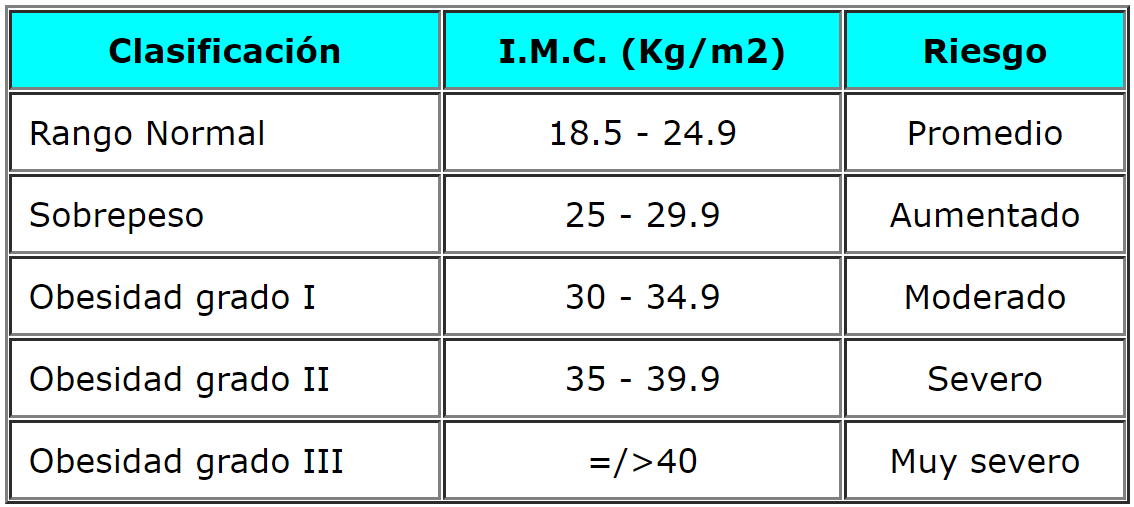 Clasificación I.M.C. (Kg/m2) Riesgo
Rango Normal 18.5 - 24.9 Promedio
Sobrepeso 25 - 29.9 Aumentado
Obesidad grado I 30 - 34.9 Moderado
Obesidad grado II 35 - 39.9 Severo
Obesidad grado III =/>40 Muy severo